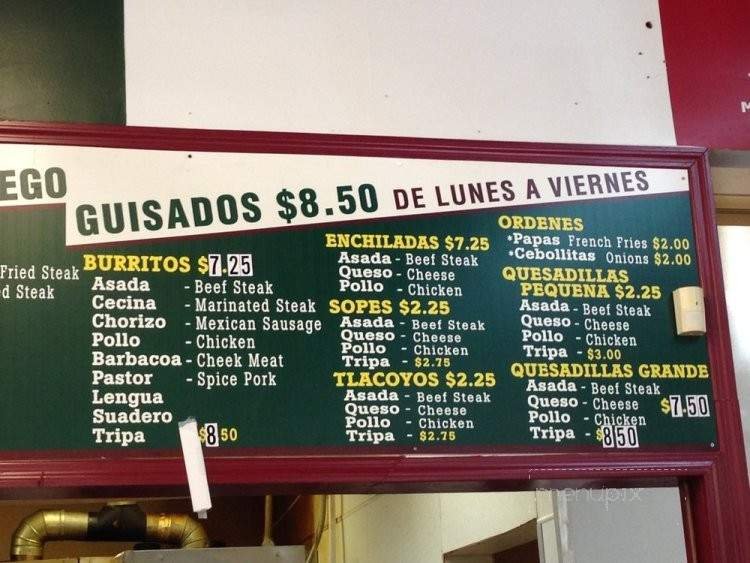 EGO
GUISADOS $8.50 DE LUNES A VIERNES
Fried Steak
d Steak
BURRITOS $7.25
Asada - Beef Steak
Cecina - Marinated Steak
Chorizo - Mexican Sausage
Pollo - Chicken
Barbacoa - Cheek Meat
Pastor - Spice Pork
Lengua
Suadero
Tripa $8.50
ENCHILADAS $7.25
Asada - Beef Steak
Queso - Cheese
Pollo - Chicken
SOPES $2.25
Asada - Beef Steak
Queso - Cheese
Pollo - Chicken
Tripa - $2.75
TLACOYOS $2.25
Asada - Beef Steak
Queso - Cheese
Pollo - Chicken
Tripa - $2.75
ORDENES
*Papas French Fries $2.00
*Cebollitas Onions $2.00
QUESADILLAS
PEQUENA $2.25
Asada - Beef Steak
Queso - Cheese
Pollo - Chicken
Tripa - $3.00
QUESADILLAS GRANDE
Asada - Beef Steak
Queso - Cheese $7.50
Pollo - Chicken
Tripa - $8.50
M
menupix